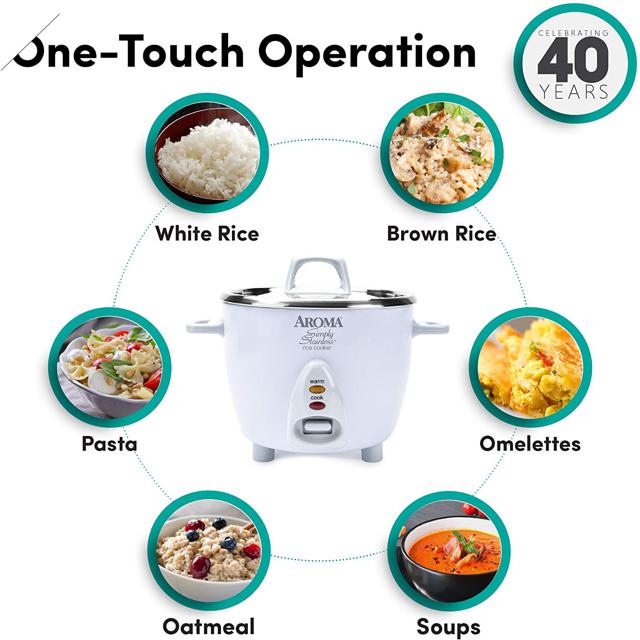 One-Touch Operation
CELEBRATING
40
YEARS
White Rice
Brown Rice
AROMA®
Simply
Stainless™
rice cooker
warm
cook
Pasta
Omelettes
Oatmeal
Soups